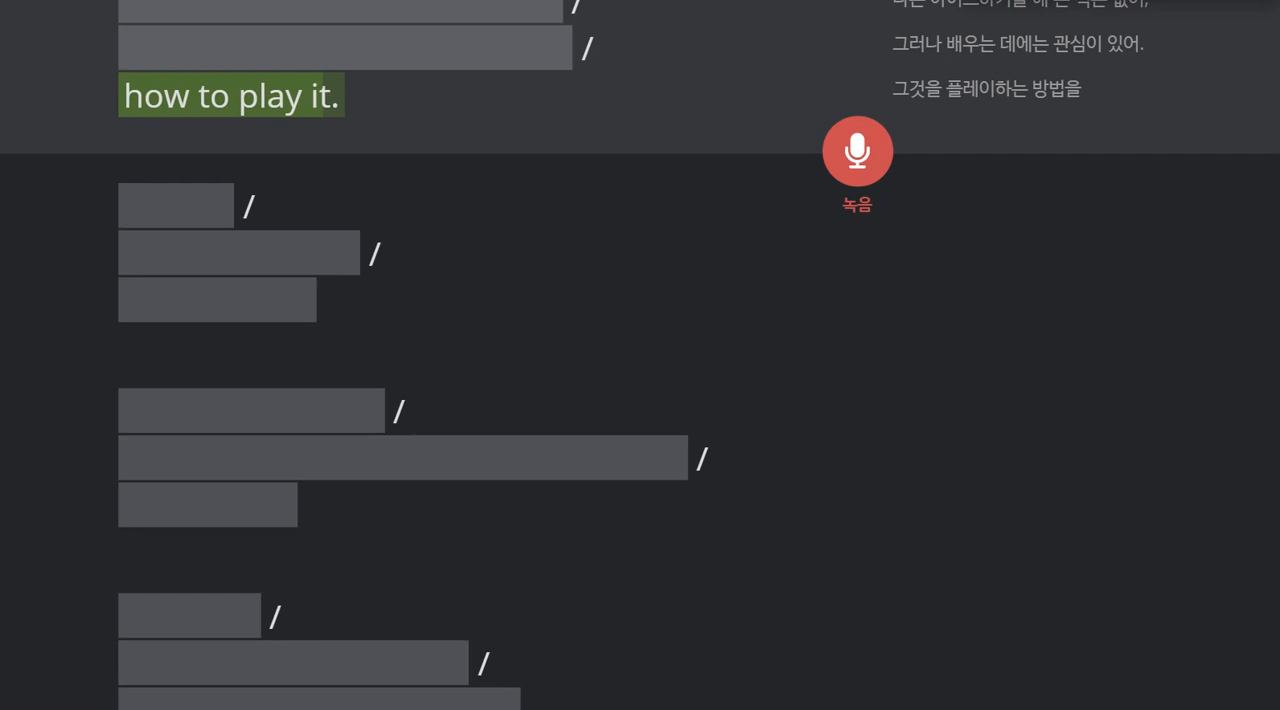 /
/
how to play it.
그러나 배우는 데에는 관심이 있어.
그것을 플레이하는 방법을
녹음
/
/
/
/
/
/